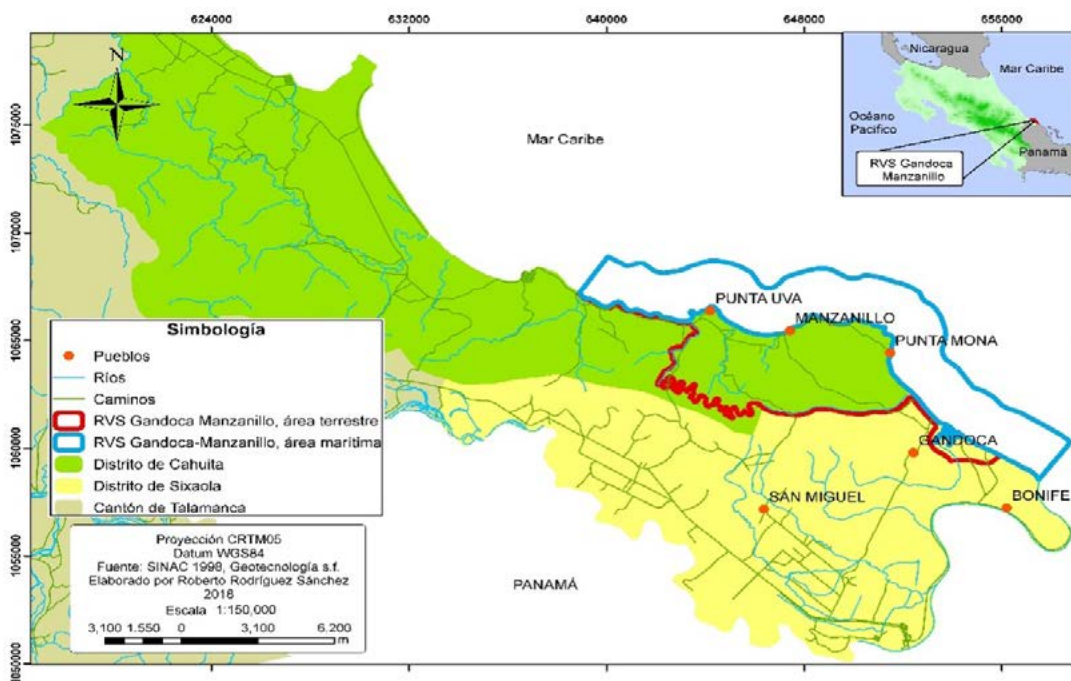 624000
632000
640000
648000
656000
1075000
1070000
1065000
1060000
1055000
1050000
N
Mar Caribe
Nicaragua
Mar Caribe
Océano
Pacifico
Panamá
RVS Gandoca
Manzanillo
PUNTA UVA
MANZANILLO
PUNTA MONA
GANDOCA
BONIFE
SÁN MIGUEL
PANAMÁ
Simbología
Pueblos
Ríos
Caminos
RVS Gandoca Manzanillo, área terrestre
RVS Gandoca-Manzanillo, área marítima
Distrito de Cahuita
Distrito de Sixaola
Cantón de Talamanca
Proyección CRTM05
Datum WGS84
Fuente: SINAC 1998, Geotecnología s.f.
Elaborado por Roberto Rodríguez Sánchez
2016
Escala 1:150,000
3,100 1.550 0 3,100 6.200
m